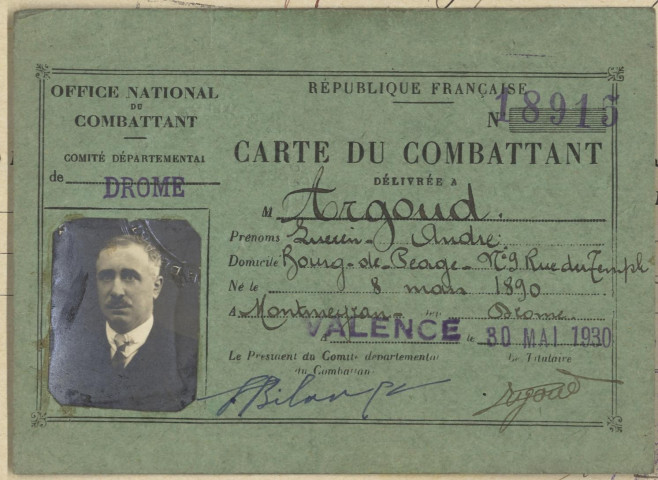 OFFICE NATIONAL
DU
COMBATTANT
COMITÉ DÉPARTEMENTAL
de DROME
RÉPUBLIQUE FRANÇAISE
N° 18915
CARTE DU COMBATTANT
DÉLIVRÉE A
M Argoud.
Prénoms Lucien - André.
Domicile Bourg-de-Péage - N°9 Rue du Temple
Né le 8 mars 1890
A Montmeyran Drome
VALENCE le 30 MAI 1930
Le Président du Comité départemental
du Combattant
Le Titulaire
Argoud